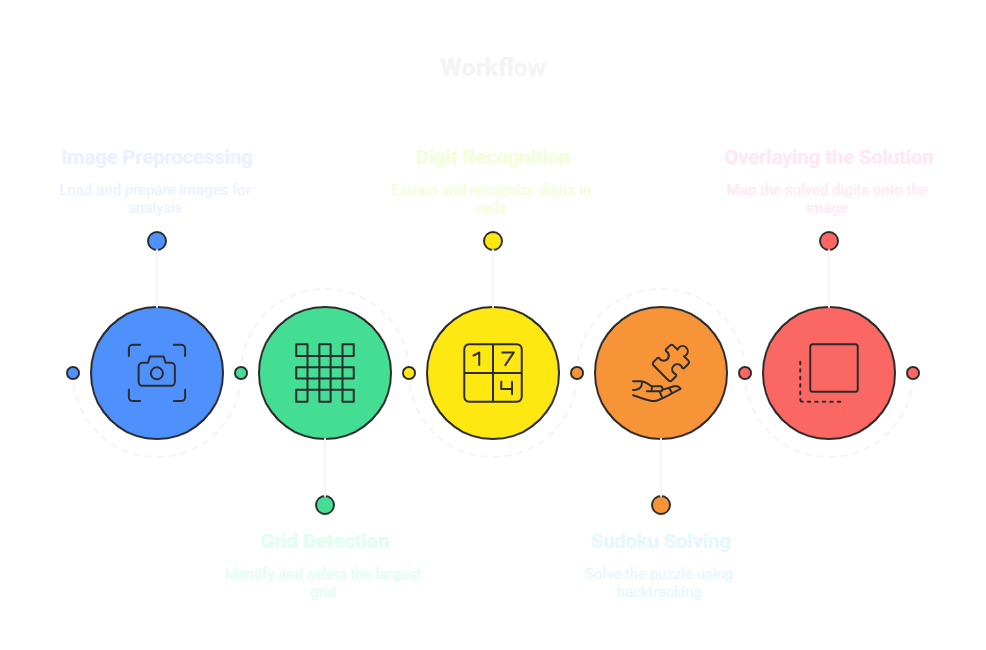 Workflow
Image Preprocessing
Load and prepare images for
analysis
Digit Recognition
Extract and recognize digits in
cells
Overlaying the Solution
Map the solved digits onto the
image
1 7
4
Grid Detection
Identify and select the largest
grid
Sudoku Solving
Solve the puzzle using
backtracking